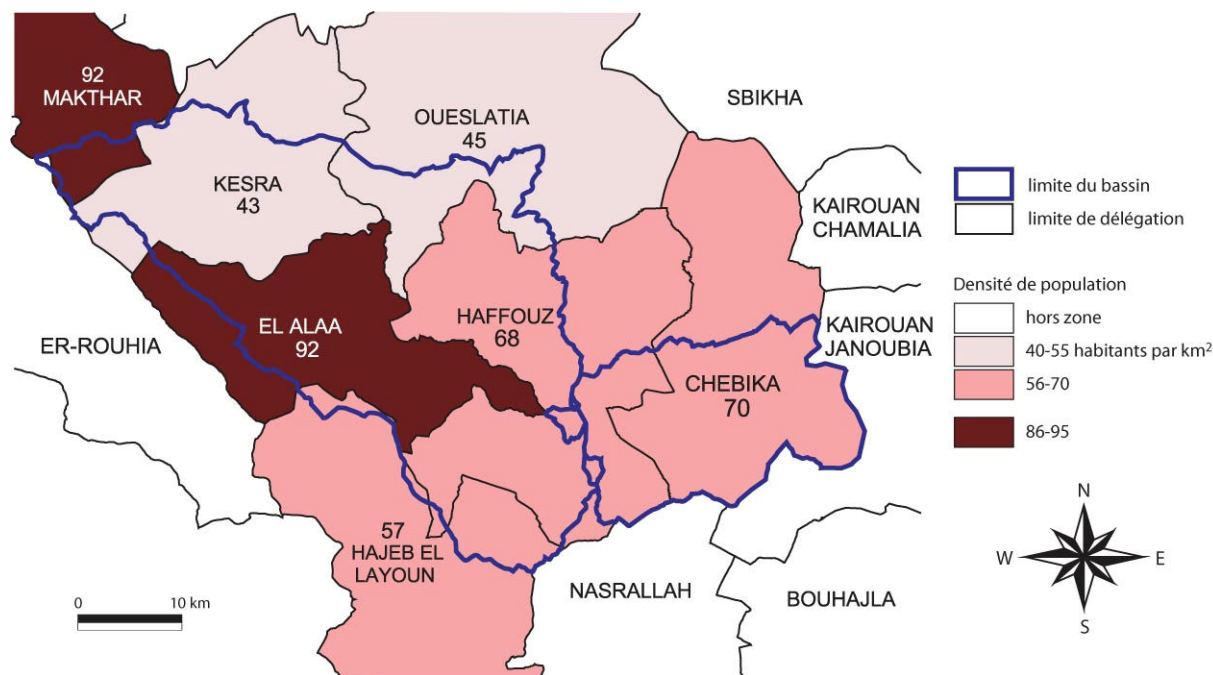 92
MAKTHAR
OUESLATIA
45
SBIKHA
KESRA
43
KAIROUAN
CHAMALIA
EL ALAA
92
HAFFOUZ
68
KAIROUAN
JANOUBIA
ER-ROUHIA
CHEBIKA
70
57
HAJEB EL
LAYOUN
NASRALLAH
BOUHAJLA
0 10 km
limite du bassin
limite de délégation
Densité de population
hors zone
40-55 habitants par km²
56-70
86-95
N
W E
S